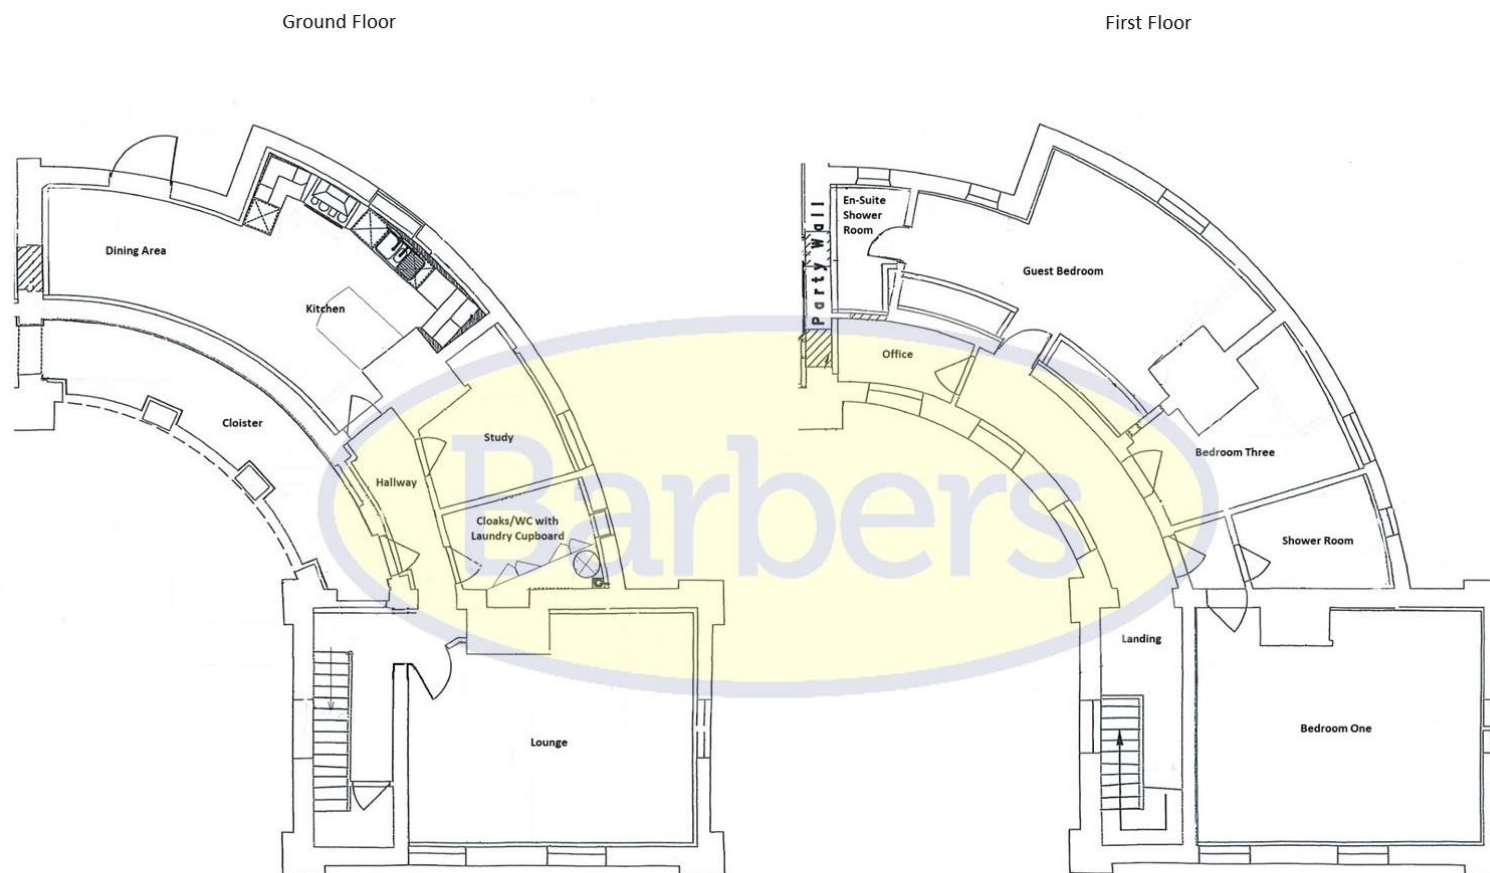 Ground Floor
First Floor
Dining Area
Kitchen
Cloister
Study
Hallway
Cloaks/WC with
Laundry Cupboard
Lounge
En-Suite
Shower
Room
Party Wall
Guest Bedroom
Office
Bedroom Three
Shower Room
Landing
Bedroom One
Barbers